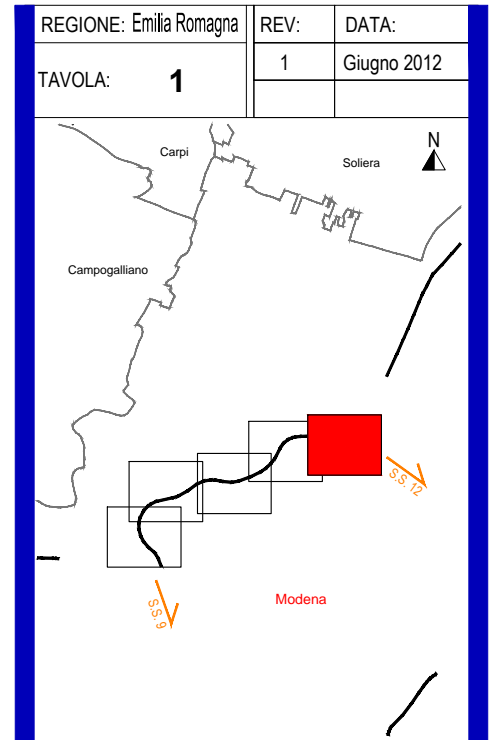 REGIONE: Emilia Romagna REV: DATA:
TAVOLA: 1 1 Giugno 2012
N
Carpi
Soliera
Campogalliano
S.S. 12
S.S. 9
Modena